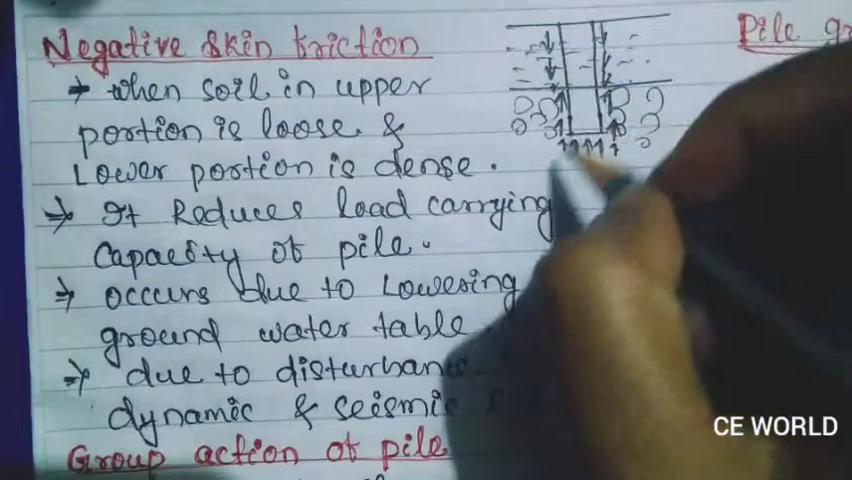 Negative skin friction
→ when soil in upper
portion is loose &
Lower portion is dense.
⇒ It Reduces load carrying
capacity of pile.
⇒ occurs due to Lowering
ground water table
⇒ due to disturbanc
dynamic & seismic
Group action of pile
Pile gr
CE WORLD